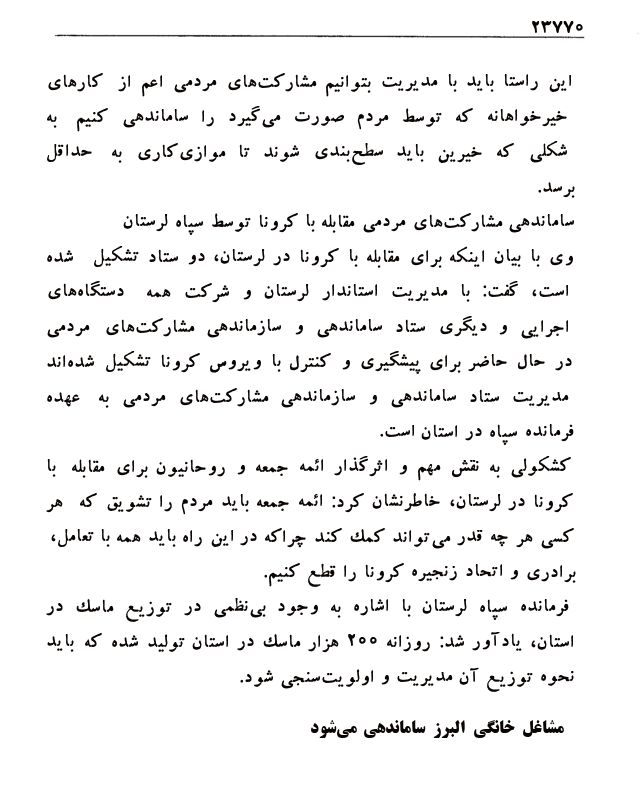 ۲۳۷۷۰
این راستا باید با مدیریت بتوانیم مشارکت‌های مردمی اعم از کارهای
خیرخواهانه که توسط مردم صورت می‌گیرد را ساماندهی کنیم به
شکلی که خیرین باید سطح‌بندی شوند تا موازی‌کاری به حداقل
برسد.
ساماندهی مشارکت‌های مردمی مقابله با کرونا توسط سپاه لرستان
وی با بیان اینکه برای مقابله با کرونا در لرستان، دو ستاد تشکیل شده
است، گفت: با مدیریت استاندار لرستان و شرکت همه دستگاه‌های
اجرایی و دیگری ستاد ساماندهی و سازماندهی مشارکت‌های مردمی
در حال حاضر برای پیشگیری و کنترل با ویروس کرونا تشکیل شده‌اند
مدیریت ستاد ساماندهی و سازماندهی مشارکت‌های مردمی به عهده
فرمانده سپاه در استان است.
کشکولی به نقش مهم و اثرگذار ائمه جمعه و روحانیون برای مقابله با
کرونا در لرستان، خاطرنشان کرد: ائمه جمعه باید مردم را تشویق که هر
کسی هر چه قدر می‌تواند کمك کند چراکه در این راه باید همه با تعامل،
برادری و اتحاد زنجیره کرونا را قطع کنیم.
فرمانده سپاه لرستان با اشاره به وجود بی‌نظمی در توزیع ماسك در
استان، یادآور شد: روزانه ۲۰۰ هزار ماسك در استان تولید شده که باید
نحوه توزیع آن مدیریت و اولویت‌سنجی شود.
مشاغل خانگی البرز ساماندهی می‌شود